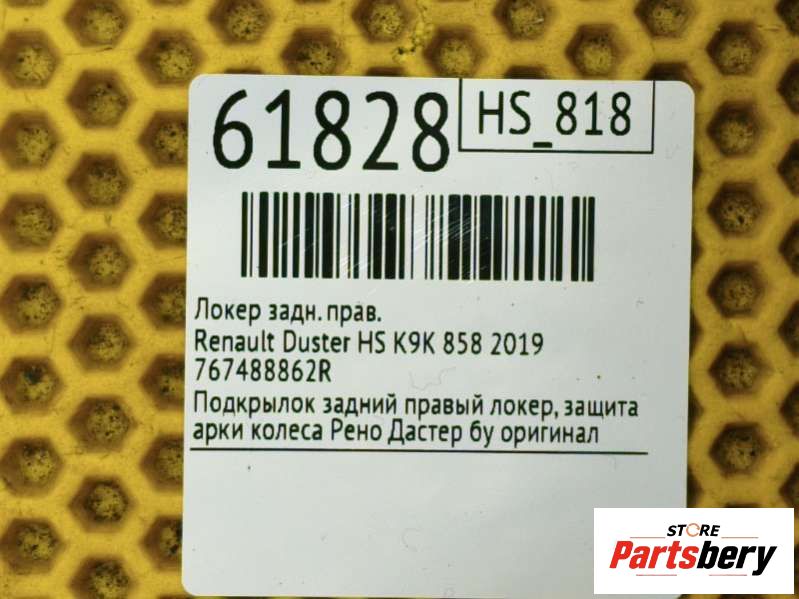 61828
HS_818
Локер задн. прав.
Renault Duster HS K9K 858 2019
767488862R
Подкрылок задний правый локер, защита
арки колеса Рено Дастер бу оригинал
STORE
Partsbery